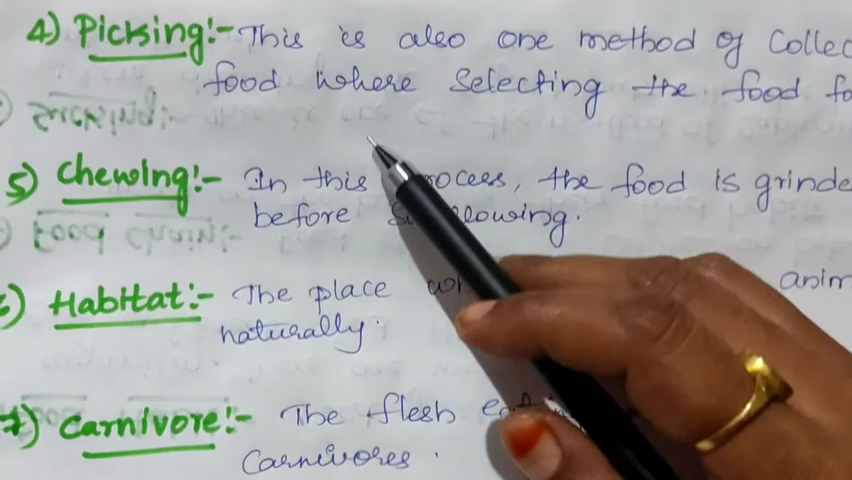 4) Picking:- This is also one method of Collec
food where Selecting the food fo
5) Chewing:- In this process, the food is grinde
before Swallowing.
6) Habitat:- The place anim
naturally.
7) Carnivore:- The flesh
Carnivores.